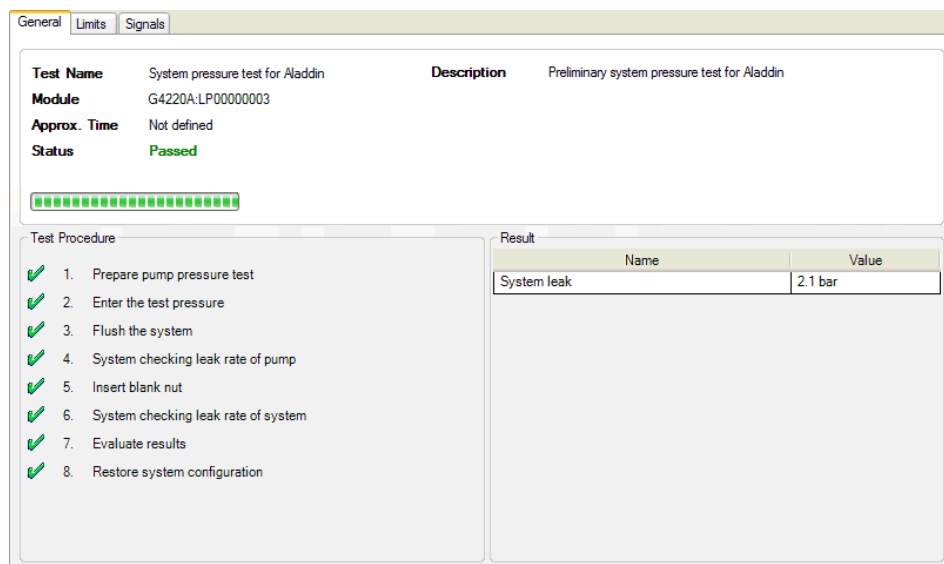 General Limits Signals
Test Name System pressure test for Aladdin Description Preliminary system pressure test for Aladdin
Module G4220A:LP00000003
Approx. Time Not defined
Status Passed
Test Procedure
1. Prepare pump pressure test
2. Enter the test pressure
3. Flush the system
4. System checking leak rate of pump
5. Insert blank nut
6. System checking leak rate of system
7. Evaluate results
8. Restore system configuration
Result
Name Value
System leak 2.1 bar